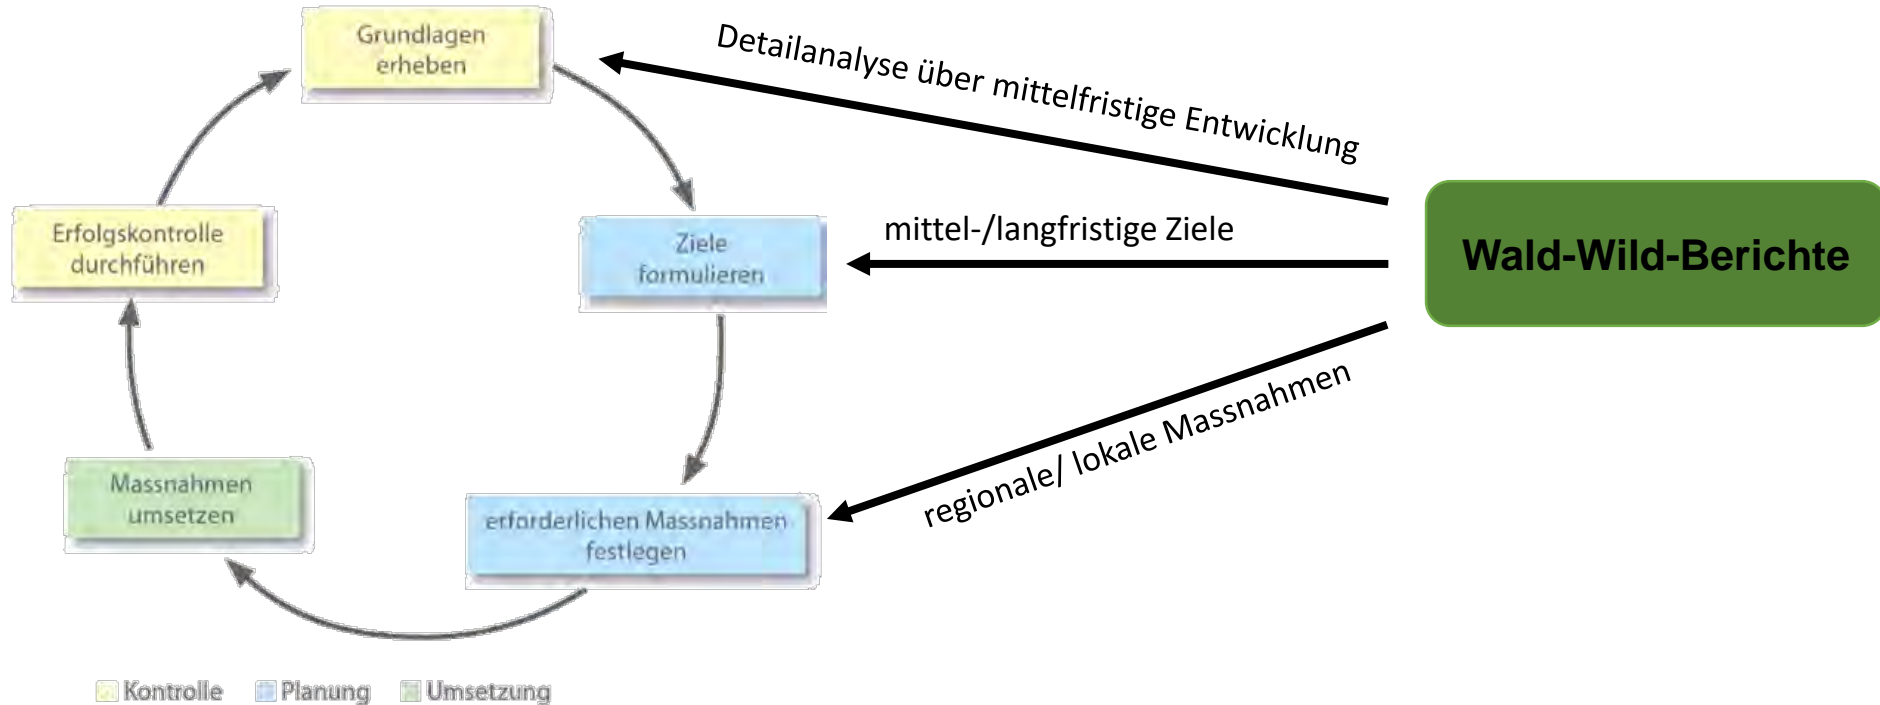 Grundlagen
erheben
Detailanalyse über mittelfristige Entwicklung
Erfolgskontrolle
durchführen
Ziele
formulieren
mittel-/langfristige Ziele
Wald-Wild-Berichte
regionale/ lokale Massnahmen
Massnahmen
umsetzen
erforderlichen Massnahmen
festlegen
Kontrolle
Planung
Umsetzung